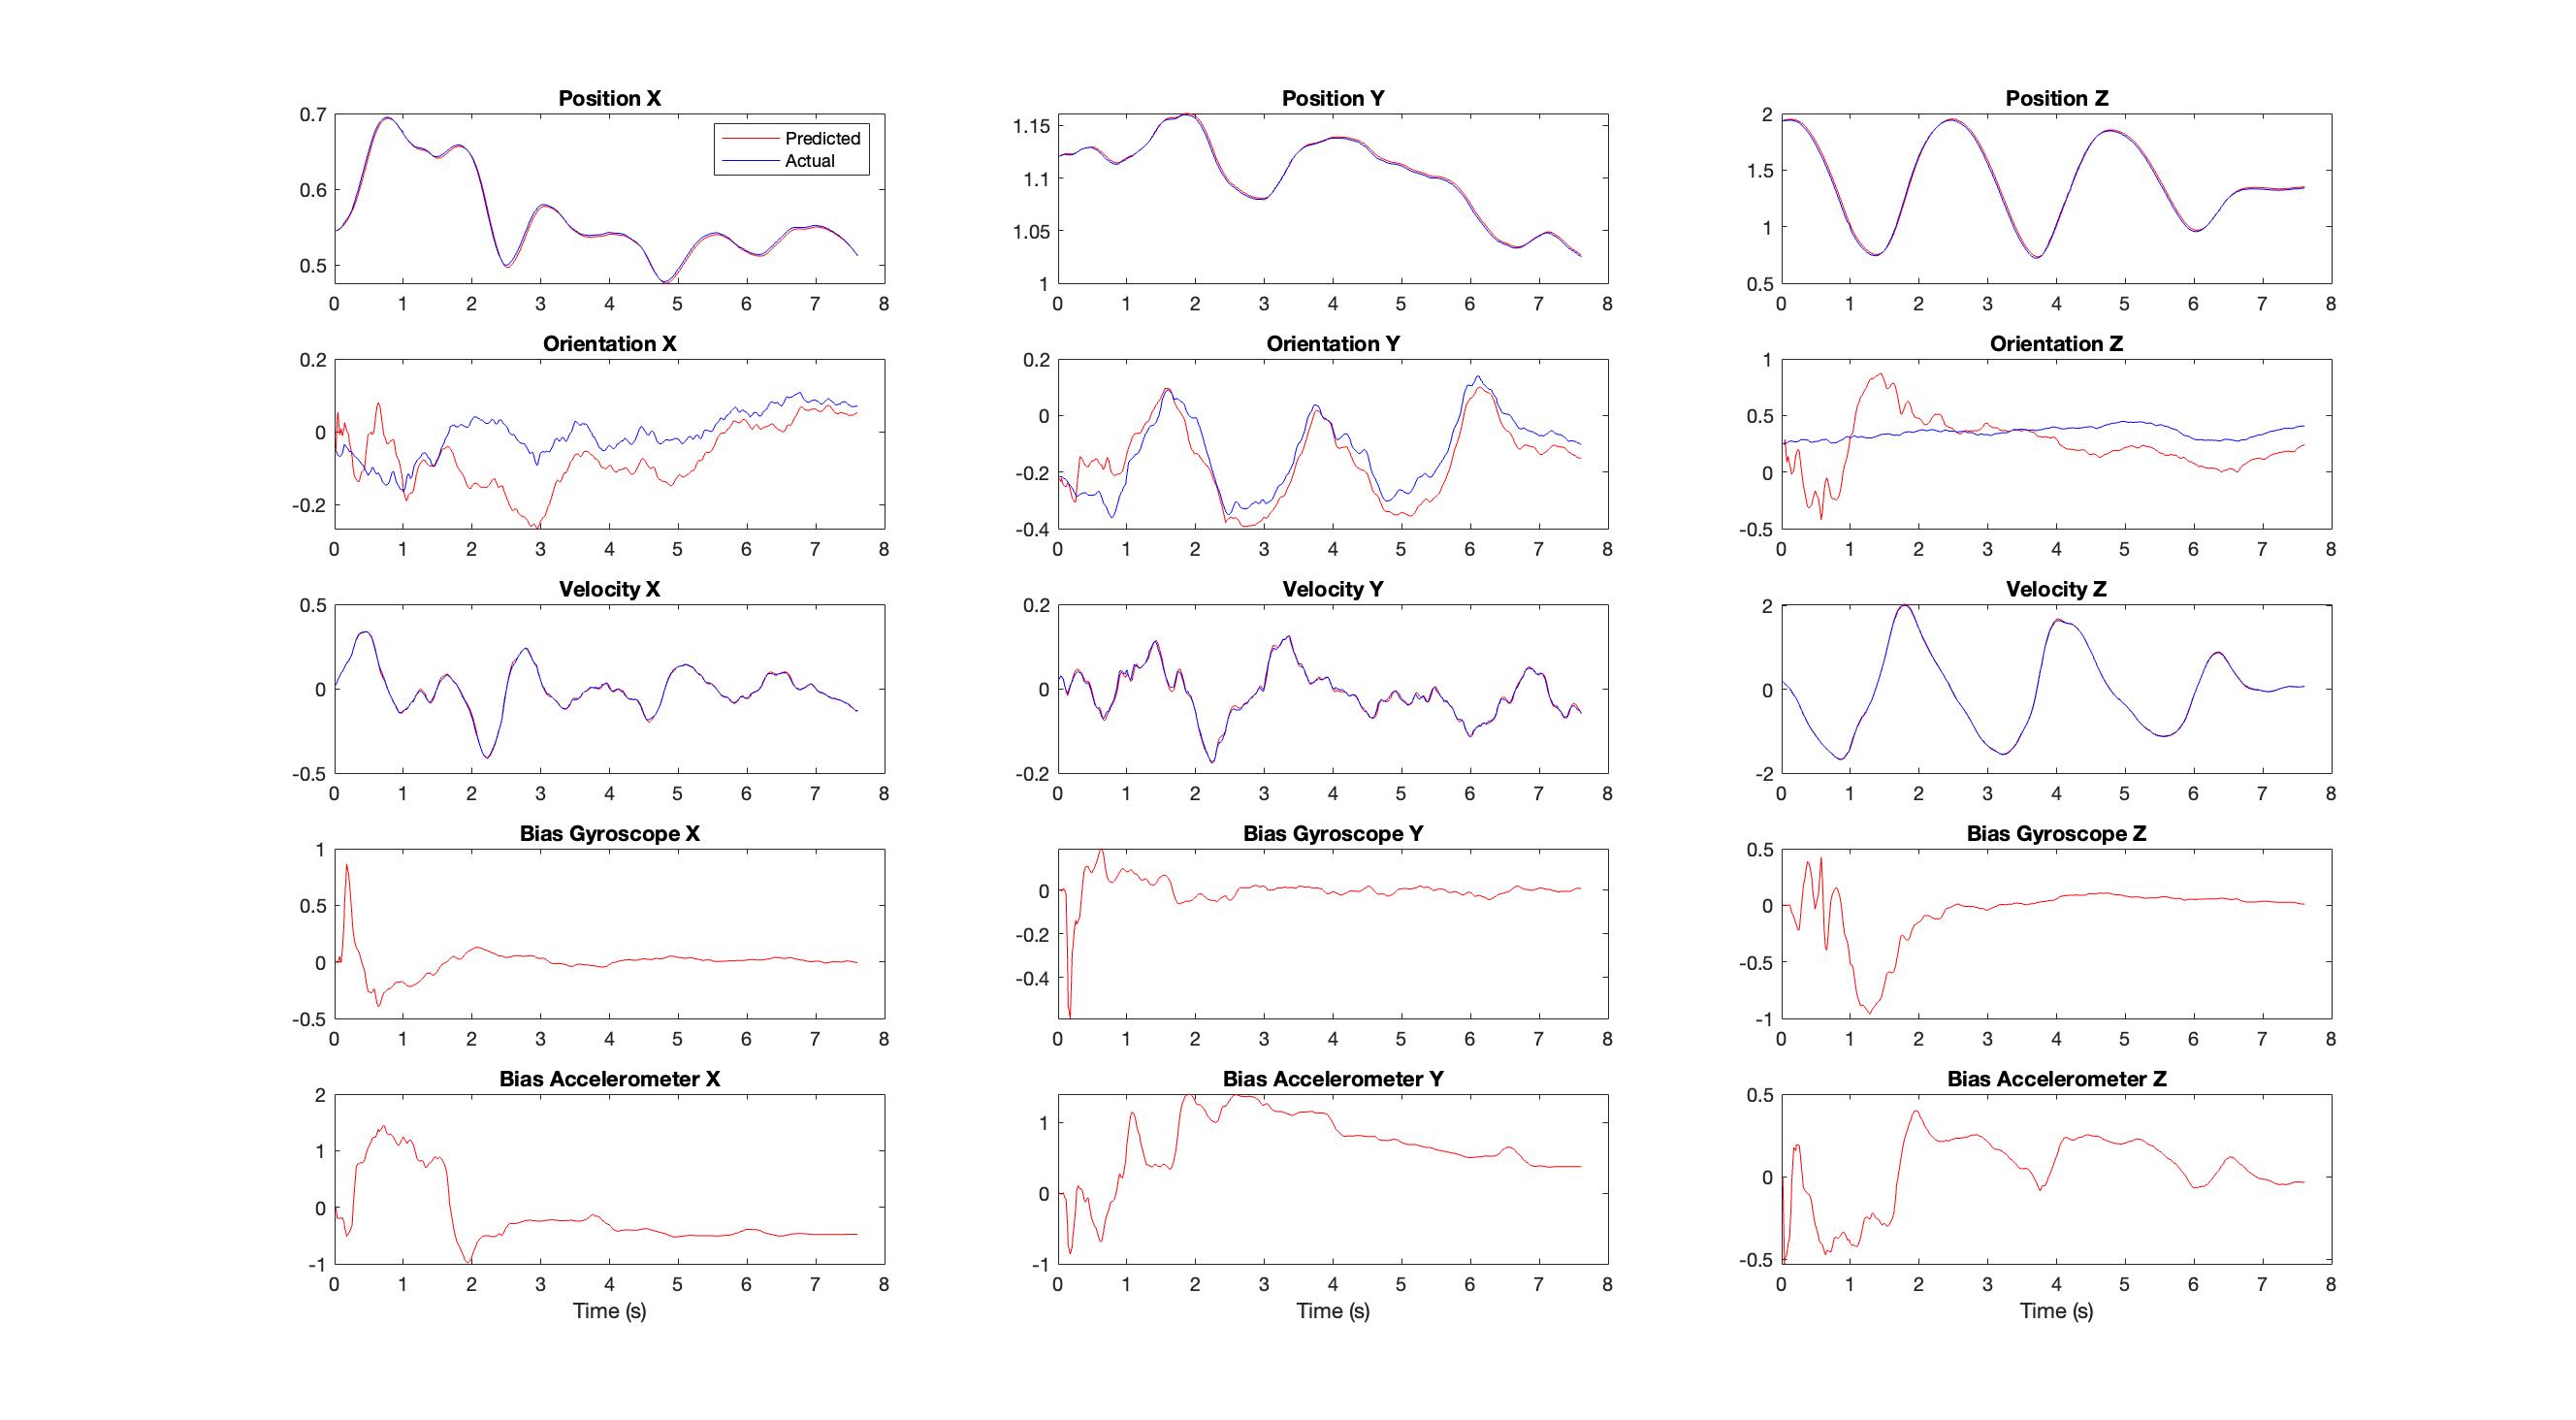 Position X
Position Y
Position Z
0.7
0.6
0.5
Predicted
Actual
0 1 2 3 4 5 6 7 8
1.15
1.1
1.05
1
0 1 2 3 4 5 6 7 8
2
1.5
1
0.5
0 1 2 3 4 5 6 7 8
Orientation X
Orientation Y
Orientation Z
0.2
0
-0.2
0 1 2 3 4 5 6 7 8
0.2
0
-0.2
-0.4
0 1 2 3 4 5 6 7 8
1
0.5
0
-0.5
0 1 2 3 4 5 6 7 8
Velocity X
Velocity Y
Velocity Z
0.5
0
-0.5
0 1 2 3 4 5 6 7 8
0.2
0
-0.2
0 1 2 3 4 5 6 7 8
2
0
-2
0 1 2 3 4 5 6 7 8
Bias Gyroscope X
Bias Gyroscope Y
Bias Gyroscope Z
1
0.5
0
-0.5
0 1 2 3 4 5 6 7 8
0
-0.2
-0.4
0 1 2 3 4 5 6 7 8
0.5
0
-0.5
-1
0 1 2 3 4 5 6 7 8
Bias Accelerometer X
Bias Accelerometer Y
Bias Accelerometer Z
2
1
0
-1
0 1 2 3 4 5 6 7 8
Time (s)
1
0
-1
0 1 2 3 4 5 6 7 8
Time (s)
0.5
0
-0.5
0 1 2 3 4 5 6 7 8
Time (s)